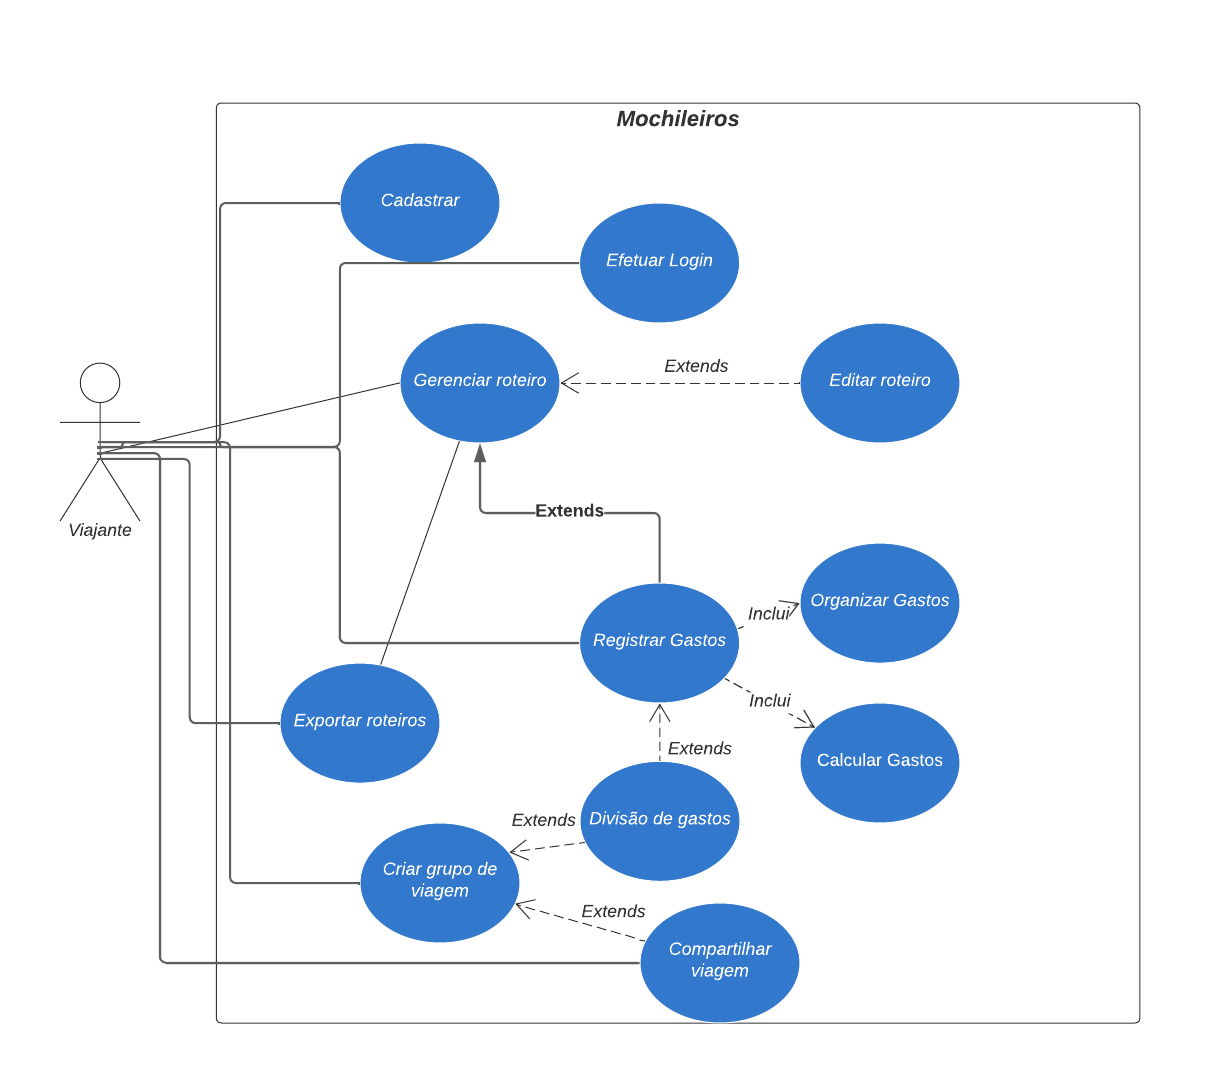 Mochileiros
Cadastrar
Efetuar Login
Gerenciar roteiro
Extends
Editar roteiro
Viajante
Extends
Organizar Gastos
Inclui
Registrar Gastos
Inclui
Exportar roteiros
Extends
Calcular Gastos
Extends
Divisão de gastos
Criar grupo de
viagem
Extends
Compartilhar
viagem